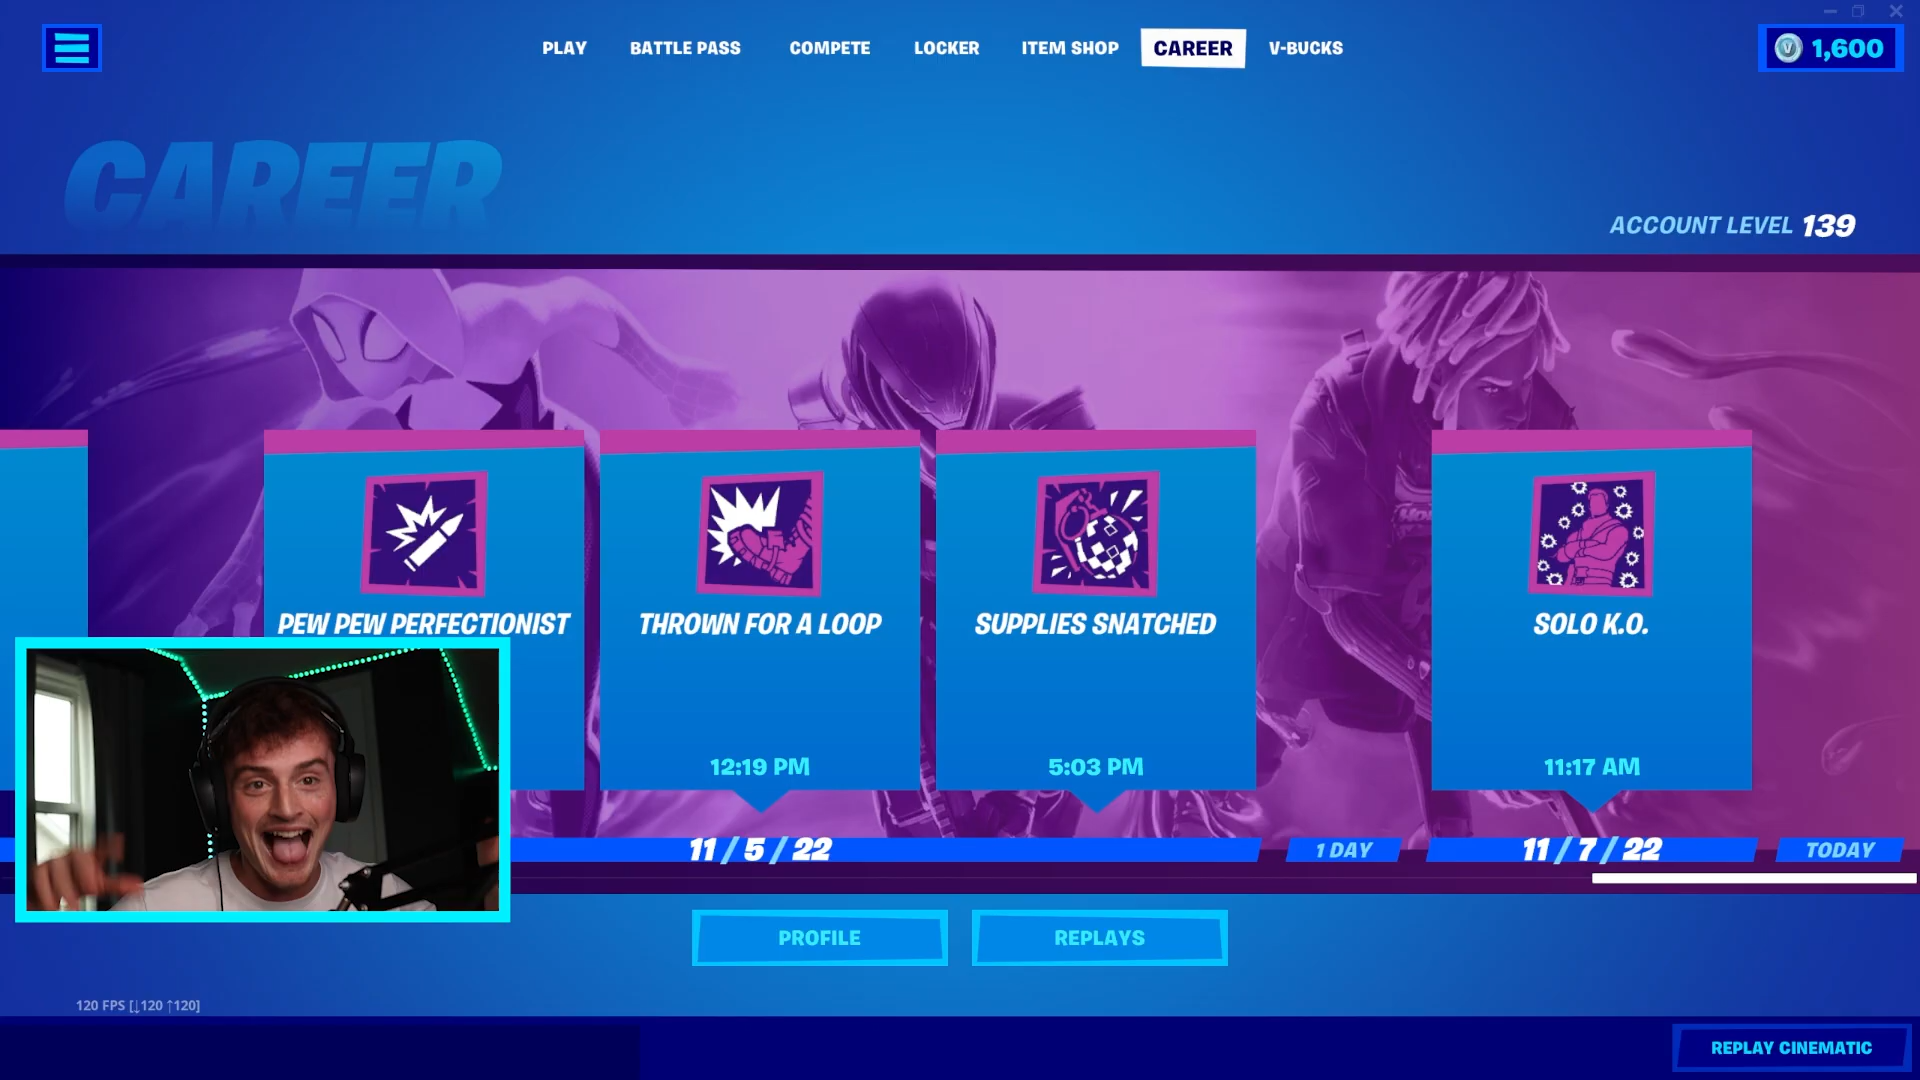 PLAY
BATTLE PASS
COMPETE
LOCKER
ITEM SHOP
CAREER
V-BUCKS
1,600
CAREER
ACCOUNT LEVEL 139
PEW PEW PERFECTIONIST
THROWN FOR A LOOP
SUPPLIES SNATCHED
SOLO K.O.
12:19 PM
5:03 PM
11:17 AM
11 / 5 / 22
1 DAY
11 / 7 / 22
TODAY
PROFILE
REPLAYS
120 FPS [↓120 ↑120]
REPLAY CINEMATIC